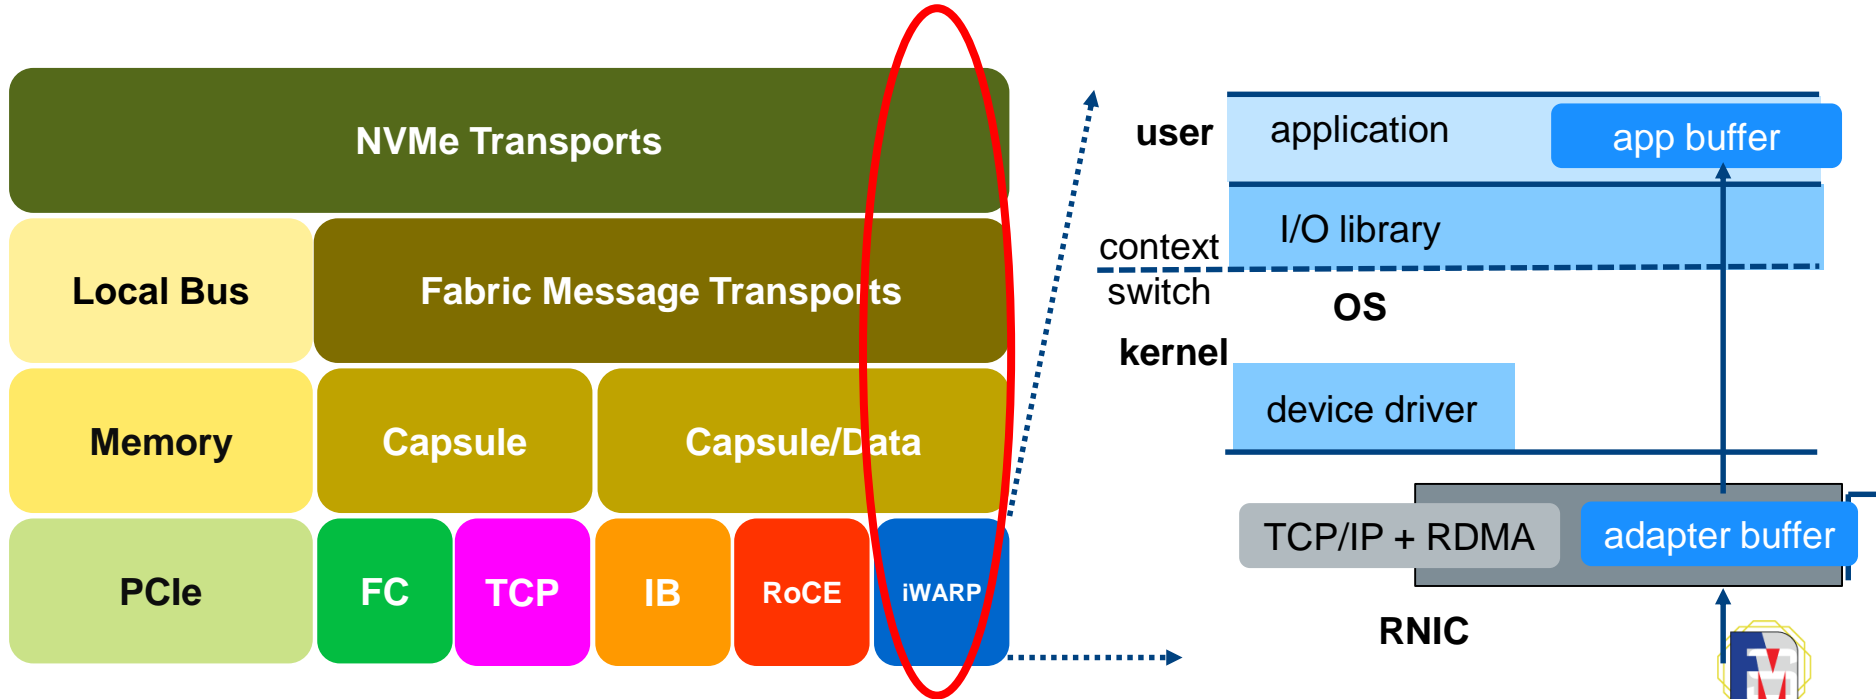 NVMe Transports
Local Bus
Fabric Message Transports
Memory
Capsule
Capsule/Data
PCIe
FC
TCP
IB
RoCE
iWARP
user
application
app buffer
I/O library
context
switch
OS
kernel
device driver
TCP/IP + RDMA
adapter buffer
RNIC